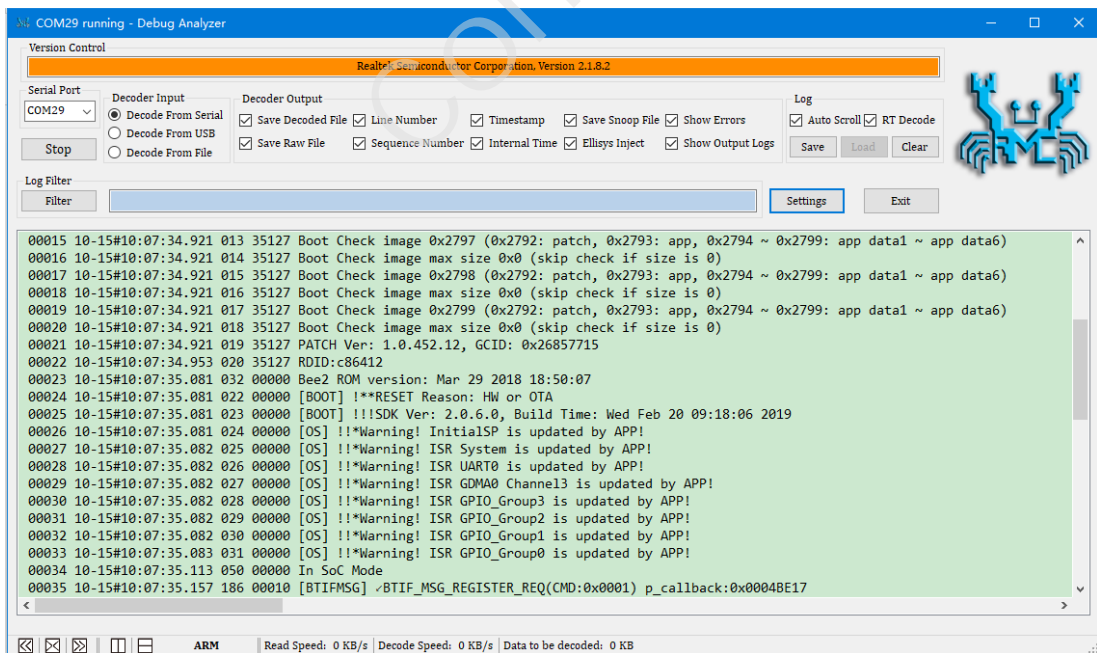 COM29 running - Debug Analyzer
Version Control
Realtek Semiconductor Corporation, Version 2.1.8.2
Serial Port
COM29
Stop
Decoder Input
Decode From Serial
Decode From USB
Decode From File
Decoder Output
Save Decoded File Line Number Timestamp Save Snoop File Show Errors
Save Raw File Sequence Number Internal Time Ellisys Inject Show Output Logs
Log
Auto Scroll RT Decode
Save Load Clear
Log Filter
Filter
Settings
Exit
00015 10-15#10:07:34.921 013 35127 Boot Check image 0x2797 (0x2792: patch, 0x2793: app, 0x2794 ~ 0x2799: app data1 ~ app data6)
00016 10-15#10:07:34.921 014 35127 Boot Check image max size 0x0 (skip check if size is 0)
00017 10-15#10:07:34.921 015 35127 Boot Check image 0x2798 (0x2792: patch, 0x2793: app, 0x2794 ~ 0x2799: app data1 ~ app data6)
00018 10-15#10:07:34.921 016 35127 Boot Check image max size 0x0 (skip check if size is 0)
00019 10-15#10:07:34.921 017 35127 Boot Check image 0x2799 (0x2792: patch, 0x2793: app, 0x2794 ~ 0x2799: app data1 ~ app data6)
00020 10-15#10:07:34.921 018 35127 Boot Check image max size 0x0 (skip check if size is 0)
00021 10-15#10:07:34.921 019 35127 PATCH Ver: 1.0.452.12, GCID: 0x26857715
00022 10-15#10:07:34.953 020 35127 RDID:c86412
00023 10-15#10:07:35.081 032 00000 Bee2 ROM version: Mar 29 2018 18:50:07
00024 10-15#10:07:35.081 022 00000 [BOOT] !**RESET Reason: HW or OTA
00025 10-15#10:07:35.081 023 00000 [BOOT] !!!SDK Ver: 2.0.6.0, Build Time: Wed Feb 20 09:18:06 2019
00026 10-15#10:07:35.081 024 00000 [OS] !!*Warning! InitialSP is updated by APP!
00027 10-15#10:07:35.082 025 00000 [OS] !!*Warning! ISR System is updated by APP!
00028 10-15#10:07:35.082 026 00000 [OS] !!*Warning! ISR UART0 is updated by APP!
00029 10-15#10:07:35.082 027 00000 [OS] !!*Warning! ISR GDMA0 Channel3 is updated by APP!
00030 10-15#10:07:35.082 028 00000 [OS] !!*Warning! ISR GPIO_Group3 is updated by APP!
00031 10-15#10:07:35.082 029 00000 [OS] !!*Warning! ISR GPIO_Group2 is updated by APP!
00032 10-15#10:07:35.082 030 00000 [OS] !!*Warning! ISR GPIO_Group1 is updated by APP!
00033 10-15#10:07:35.083 031 00000 [OS] !!*Warning! ISR GPIO_Group0 is updated by APP!
00034 10-15#10:07:35.113 050 00000 In SoC Mode
00035 10-15#10:07:35.157 186 00010 [BTIFMSG] ✓BTIF_MSG_REGISTER_REQ(CMD:0x0001) p_callback:0x0004BE17
ARM Read Speed: 0 KB/s Decode Speed: 0 KB/s Data to be decoded: 0 KB